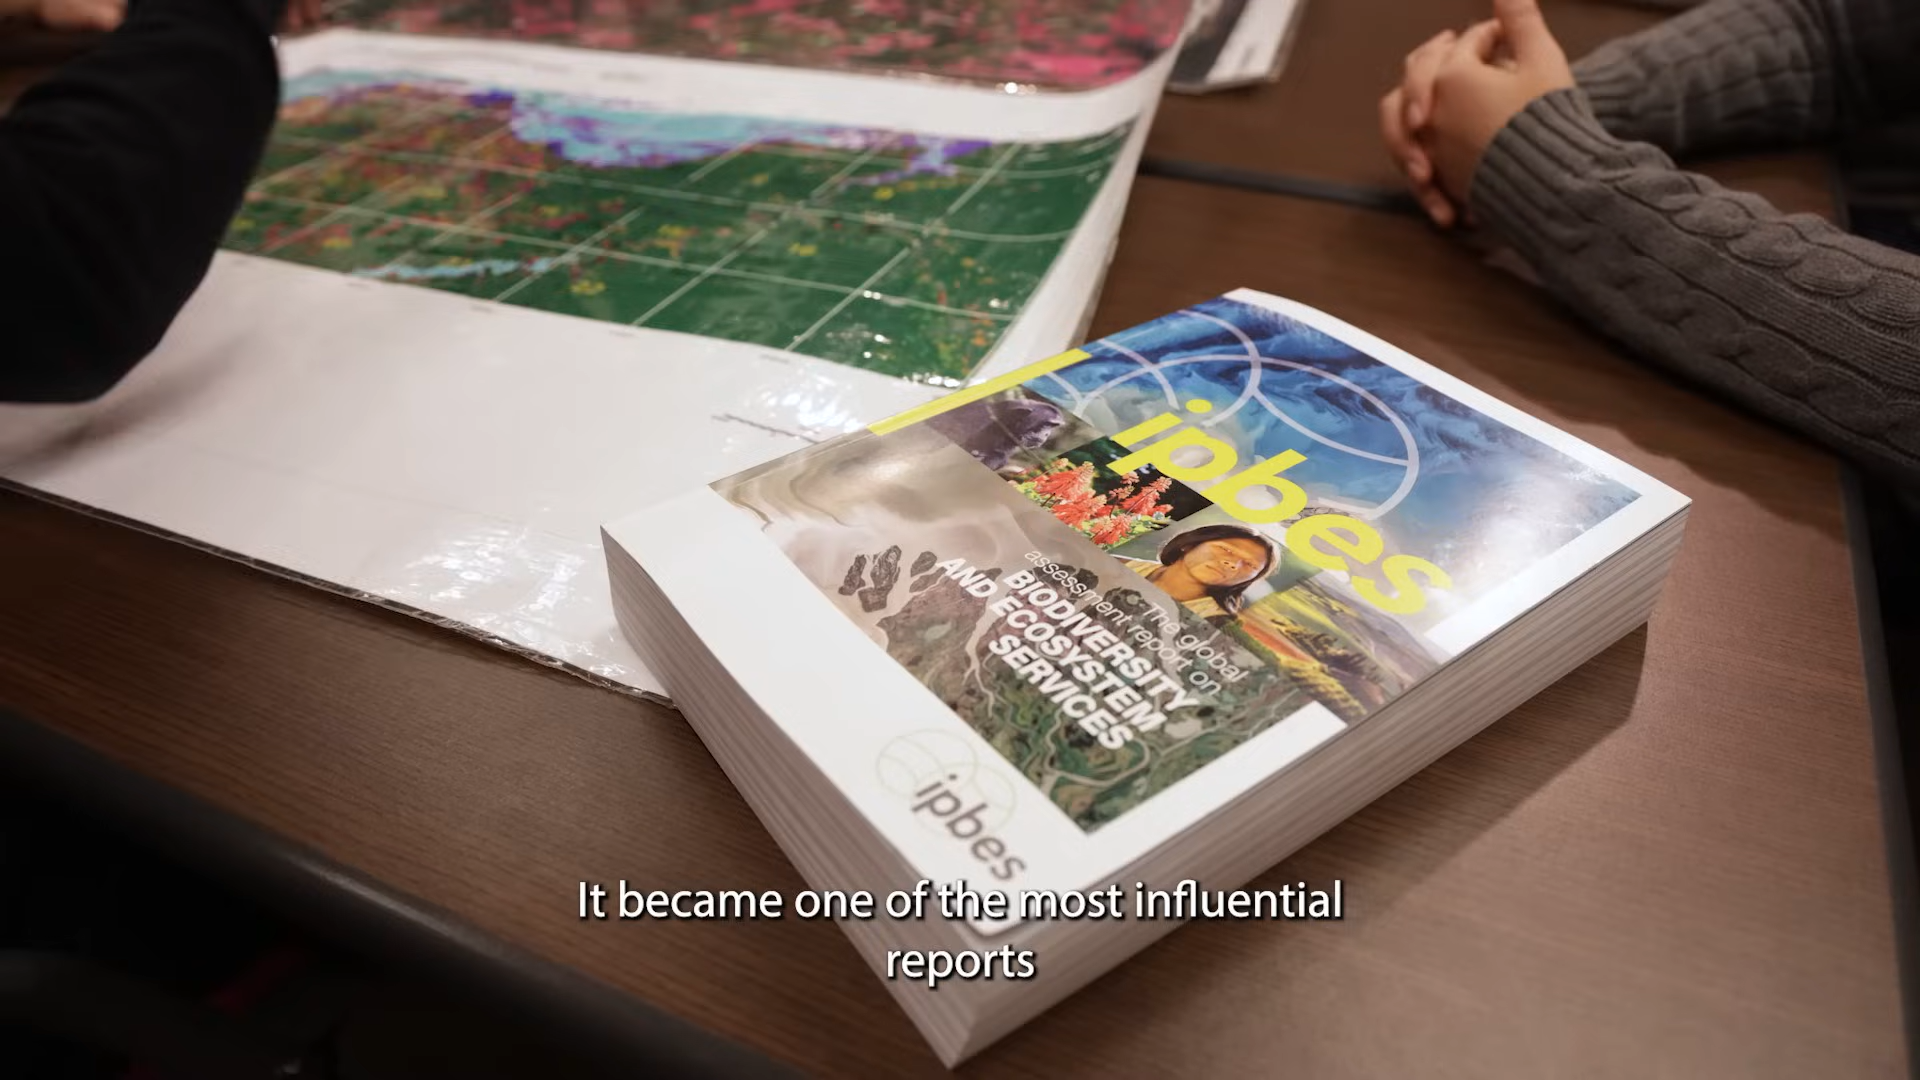 ipbes
The global
assessment report on
BIODIVERSITY
AND ECOSYSTEM
SERVICES
ipbes
It became one of the most influential
reports